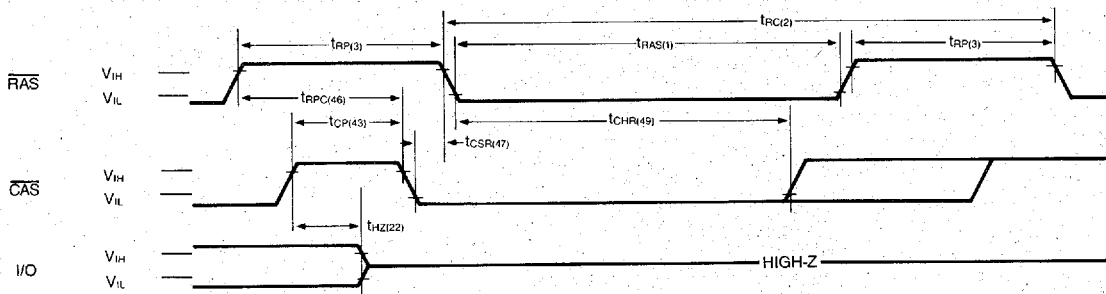 tRC(2)
tRP(3) tRAS(1) tRP(3)
RAS VIH
VIL
tRPC(46) tCHR(49)
tCP(43)
tCSR(47)
CAS VIH
VIL
tHZ(22)
I/O VIH
VIL
HIGH-Z